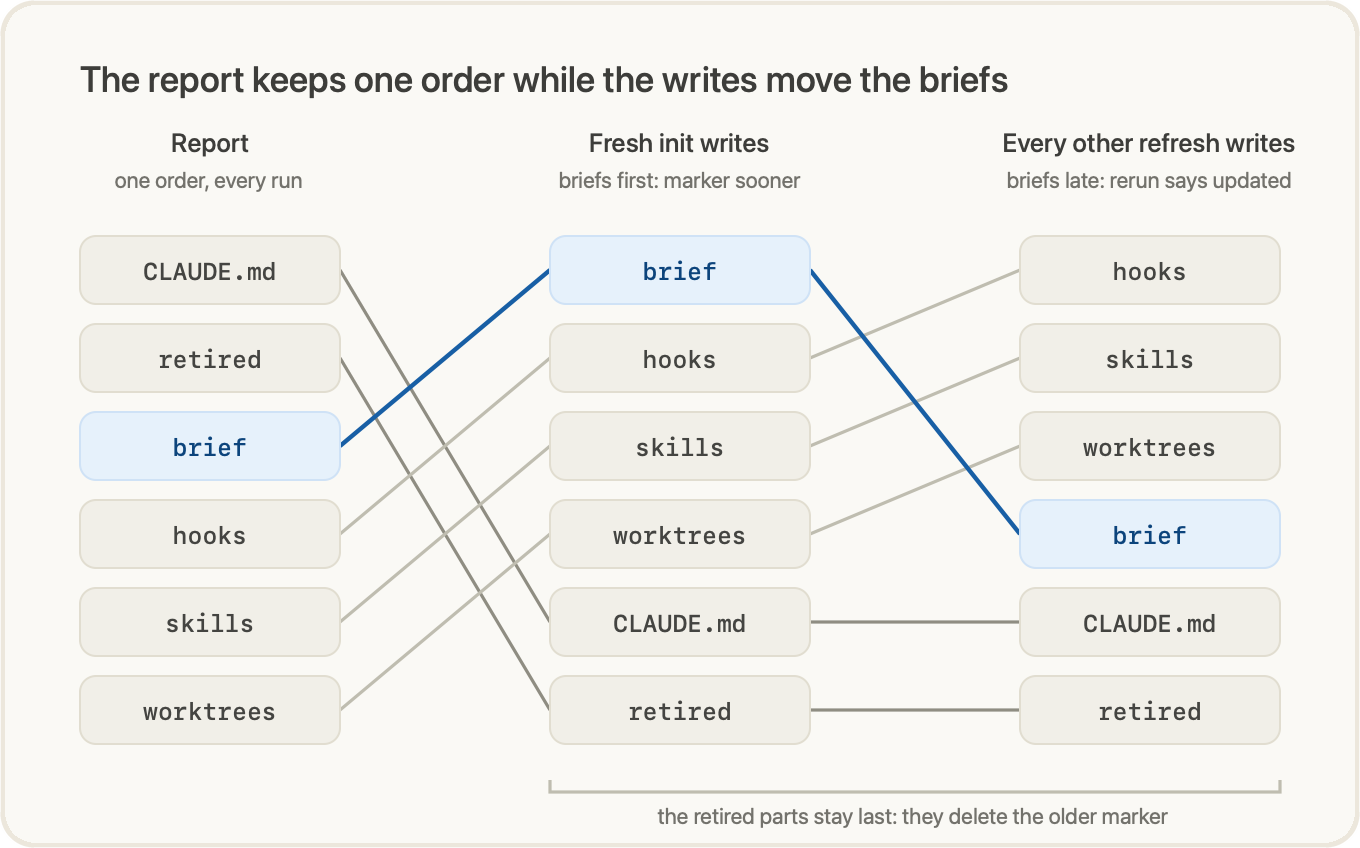 The report keeps one order while the writes move the briefs
Report
one order, every run
CLAUDE.md
retired
brief
hooks
skills
worktrees
Fresh init writes
briefs first: marker sooner
brief
hooks
skills
worktrees
CLAUDE.md
retired
Every other refresh writes
briefs late: rerun says updated
hooks
skills
worktrees
brief
CLAUDE.md
retired
the retired parts stay last: they delete the older marker